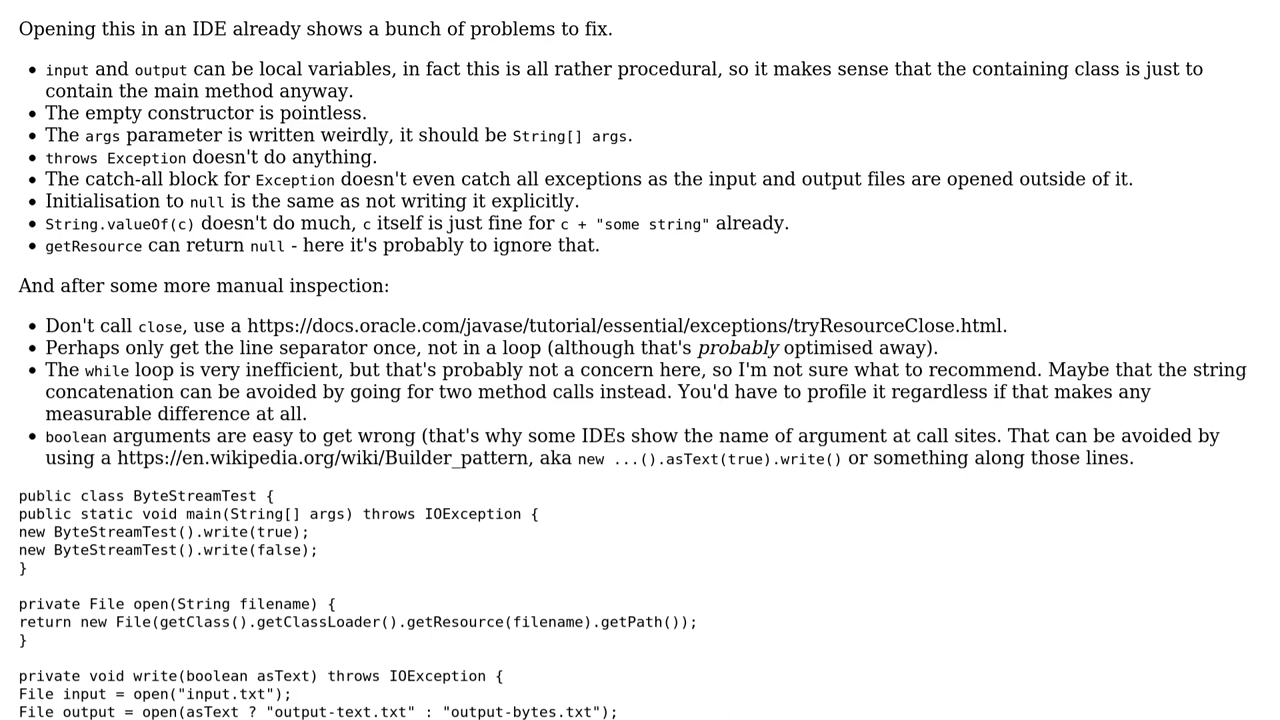 Opening this in an IDE already shows a bunch of problems to fix.
• input and output can be local variables, in fact this is all rather procedural, so it makes sense that the containing class is just to
contain the main method anyway.
• The empty constructor is pointless.
• The args parameter is written weirdly, it should be String[] args.
• throws Exception doesn't do anything.
• The catch-all block for Exception doesn't even catch all exceptions as the input and output files are opened outside of it.
• Initialisation to null is the same as not writing it explicitly.
• String.valueOf(c) doesn't do much, c itself is just fine for c + "some string" already.
• getResource can return null - here it's probably to ignore that.
And after some more manual inspection:
• Don't call close, use a https://docs.oracle.com/javase/tutorial/essential/exceptions/tryResourceClose.html.
• Perhaps only get the line separator once, not in a loop (although that's probably optimised away).
• The while loop is very inefficient, but that's probably not a concern here, so I'm not sure what to recommend. Maybe that the string
concatenation can be avoided by going for two method calls instead. You'd have to profile it regardless if that makes any
measurable difference at all.
• boolean arguments are easy to get wrong (that's why some IDEs show the name of argument at call sites. That can be avoided by
using a https://en.wikipedia.org/wiki/Builder_pattern, aka new ...().asText(true).write() or something along those lines.
public class ByteStreamTest {
public static void main(String[] args) throws IOException {
new ByteStreamTest().write(true);
new ByteStreamTest().write(false);
}
private File open(String filename) {
return new File(getClass().getClassLoader().getResource(filename).getPath());
}
private void write(boolean asText) throws IOException {
File input = open("input.txt");
File output = open(asText ? "output-text.txt" : "output-bytes.txt");